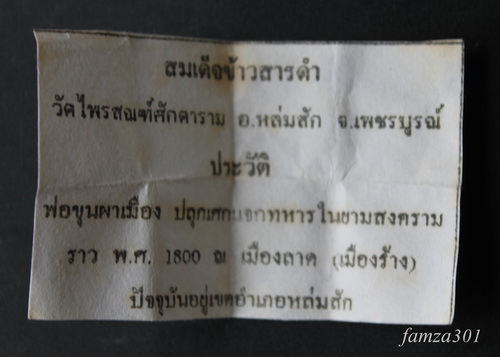 สมเด็จข้าวสารดำ
วัดไพรสณฑ์ศักดาราม อ.หล่มสัก จ.เพชรบูรณ์
ประวัติ
พ่อขุนผาเมือง ปลุกเสกแจกทหารในยามสงคราม
ราว พ.ศ. 1800 ณ เมืองลาด (เมืองร้าง)
ปัจจุบันอยู่เขตอำเภอหล่มสัก
famza301